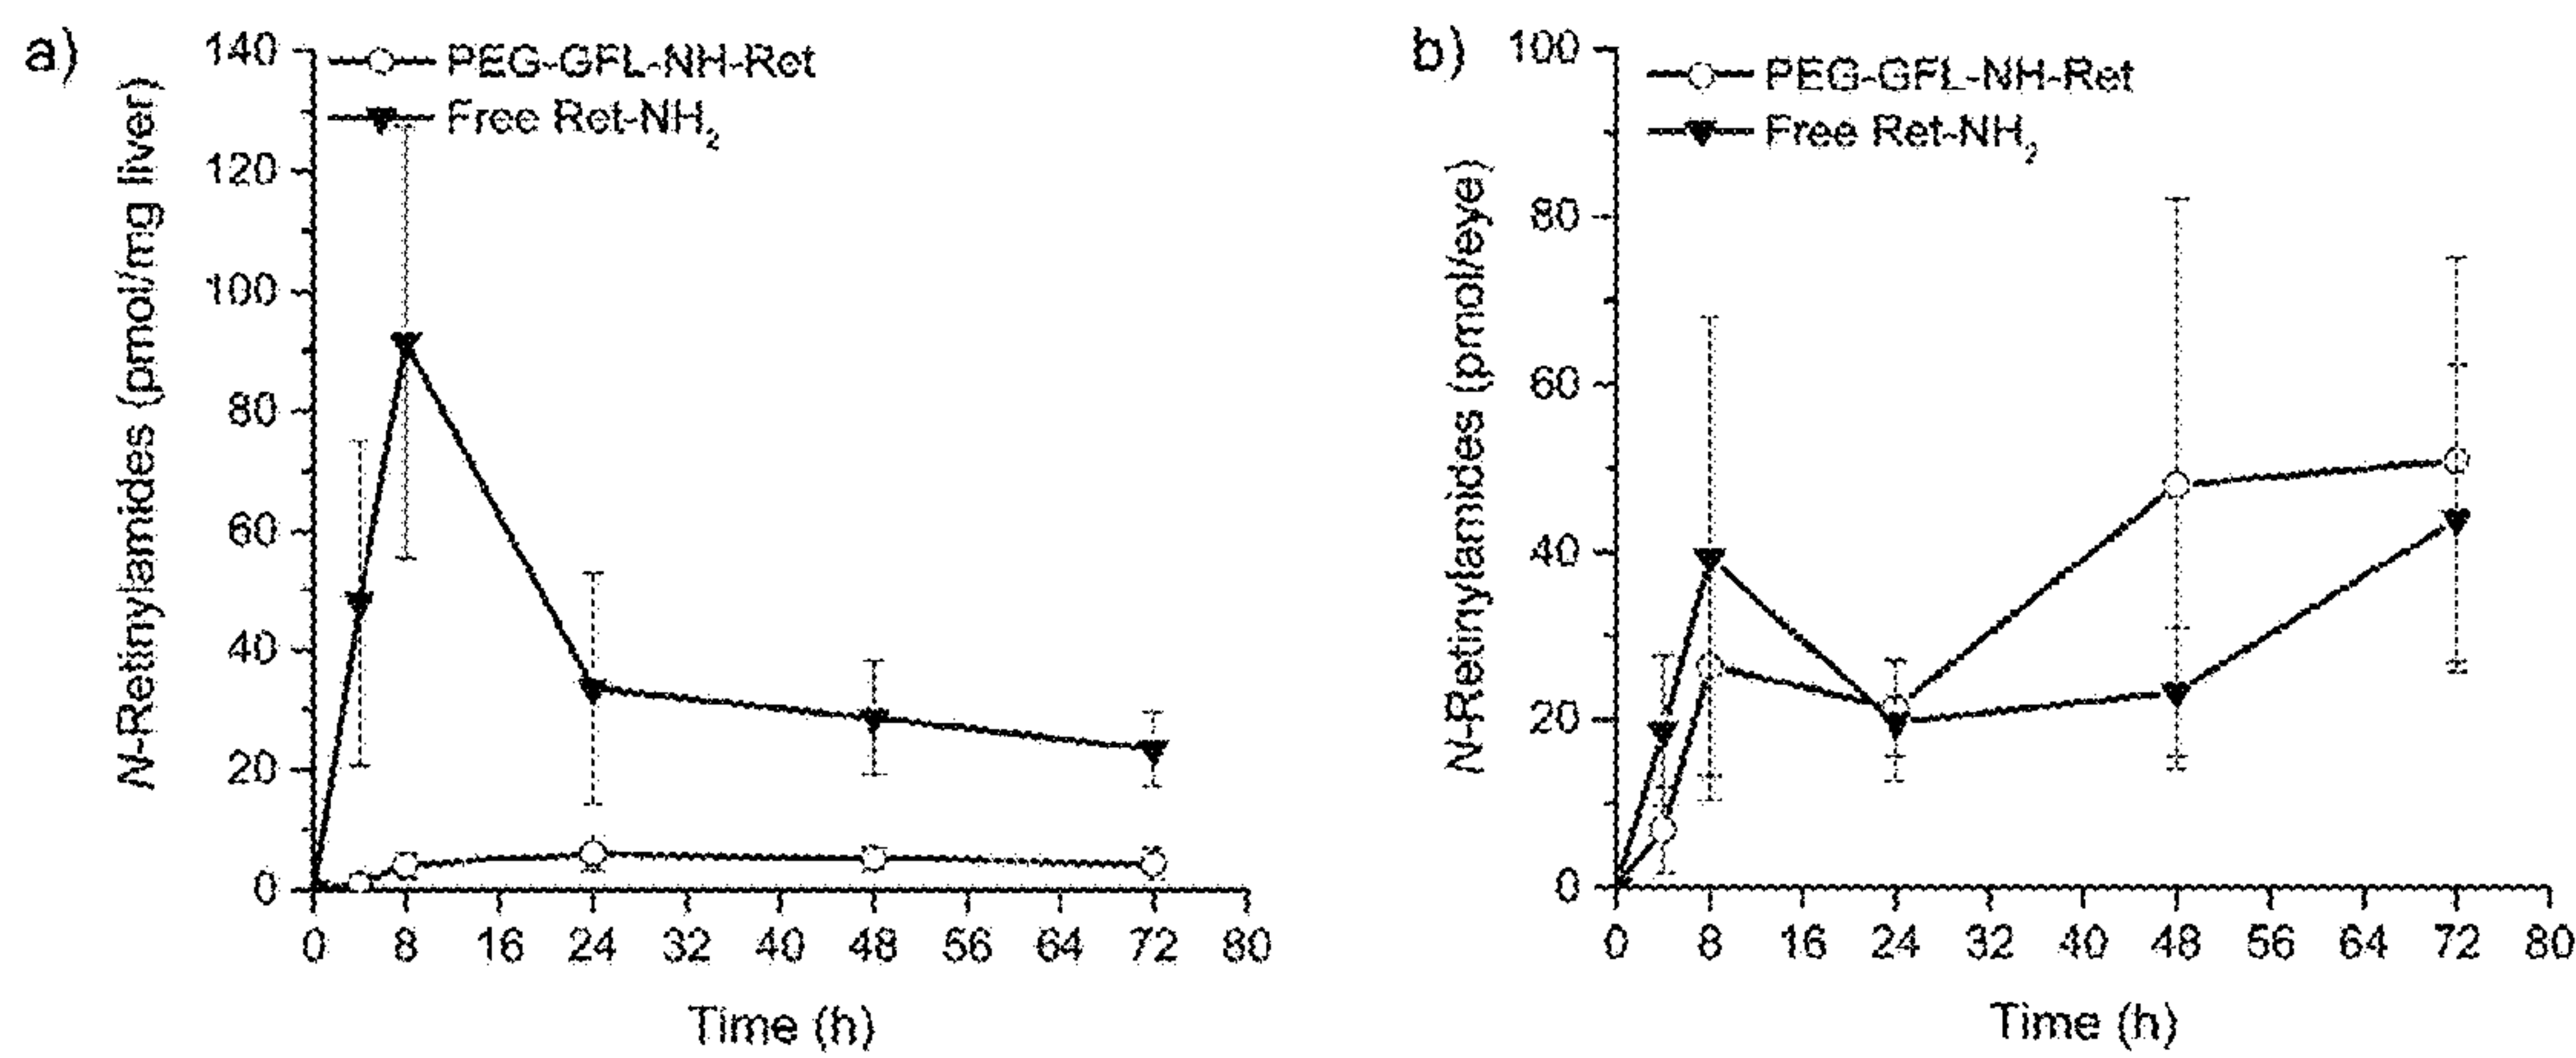 a)
PEG-GFL-NH-Ret
Free Ret-NH₂
N-Retinylamides (pmol/mg liver)
140
120
100
80
60
40
20
0
0 8 16 24 32 40 48 56 64 72 80
Time (h)
b)
PEG-GFL-NH-Ret
Free Ret-NH₂
N-Retinylamides (pmol/eye)
100
80
60
40
20
0
0 8 16 24 32 40 48 56 64 72 80
Time (h)